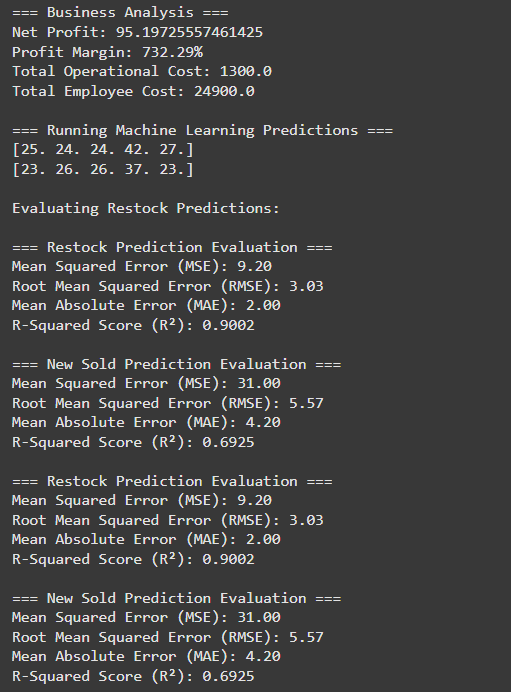 === Business Analysis ===
Net Profit: 95.19725557461425
Profit Margin: 732.29%
Total Operational Cost: 1300.0
Total Employee Cost: 24900.0
=== Running Machine Learning Predictions ===
[25. 24. 24. 42. 27.]
[23. 26. 26. 37. 23.]
Evaluating Restock Predictions:
=== Restock Prediction Evaluation ===
Mean Squared Error (MSE): 9.20
Root Mean Squared Error (RMSE): 3.03
Mean Absolute Error (MAE): 2.00
R-Squared Score (R²): 0.9002
=== New Sold Prediction Evaluation ===
Mean Squared Error (MSE): 31.00
Root Mean Squared Error (RMSE): 5.57
Mean Absolute Error (MAE): 4.20
R-Squared Score (R²): 0.6925
=== Restock Prediction Evaluation ===
Mean Squared Error (MSE): 9.20
Root Mean Squared Error (RMSE): 3.03
Mean Absolute Error (MAE): 2.00
R-Squared Score (R²): 0.9002
=== New Sold Prediction Evaluation ===
Mean Squared Error (MSE): 31.00
Root Mean Squared Error (RMSE): 5.57
Mean Absolute Error (MAE): 4.20
R-Squared Score (R²): 0.6925